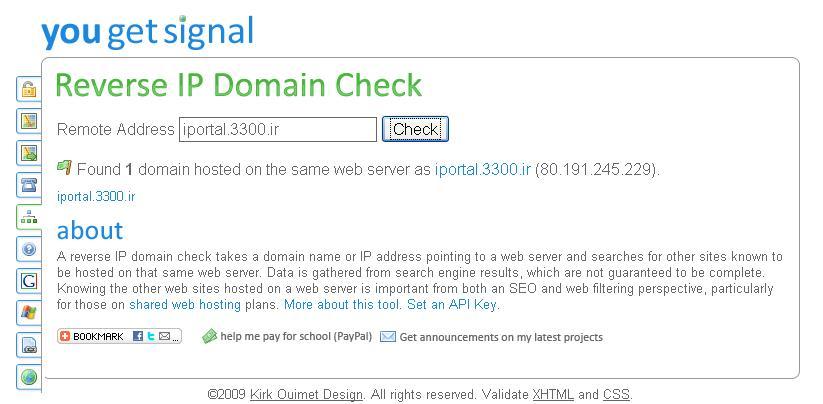 you get signal
Reverse IP Domain Check
Remote Address iportal.3300.ir Check
Found 1 domain hosted on the same web server as iportal.3300.ir (80.191.245.229).
iportal.3300.ir
about
A reverse IP domain check takes a domain name or IP address pointing to a web server and searches for other sites known to
be hosted on that same web server. Data is gathered from search engine results, which are not guaranteed to be complete.
Knowing the other web sites hosted on a web server is important from both an SEO and web filtering perspective, particularly
for those on shared web hosting plans. More about this tool. Set an API Key.
BOOKMARK ... help me pay for school (PayPal) Get announcements on my latest projects
©2009 Kirk Ouimet Design. All rights reserved. Validate XHTML and CSS.